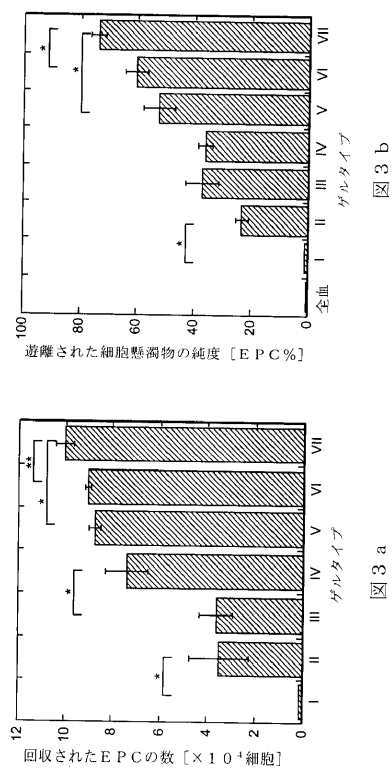 回収されたEPCの数 [×10⁴細胞]
12
10
8
6
4
2
0
*
*
*
**
I
II
III
IV
V
VI
VII
ゲルタイプ
図3a
遊離された細胞懸濁物の純度 [EPC%]
100
80
60
40
20
0
*
*
*
全血
I
II
III
IV
V
VI
VII
ゲルタイプ
図3b